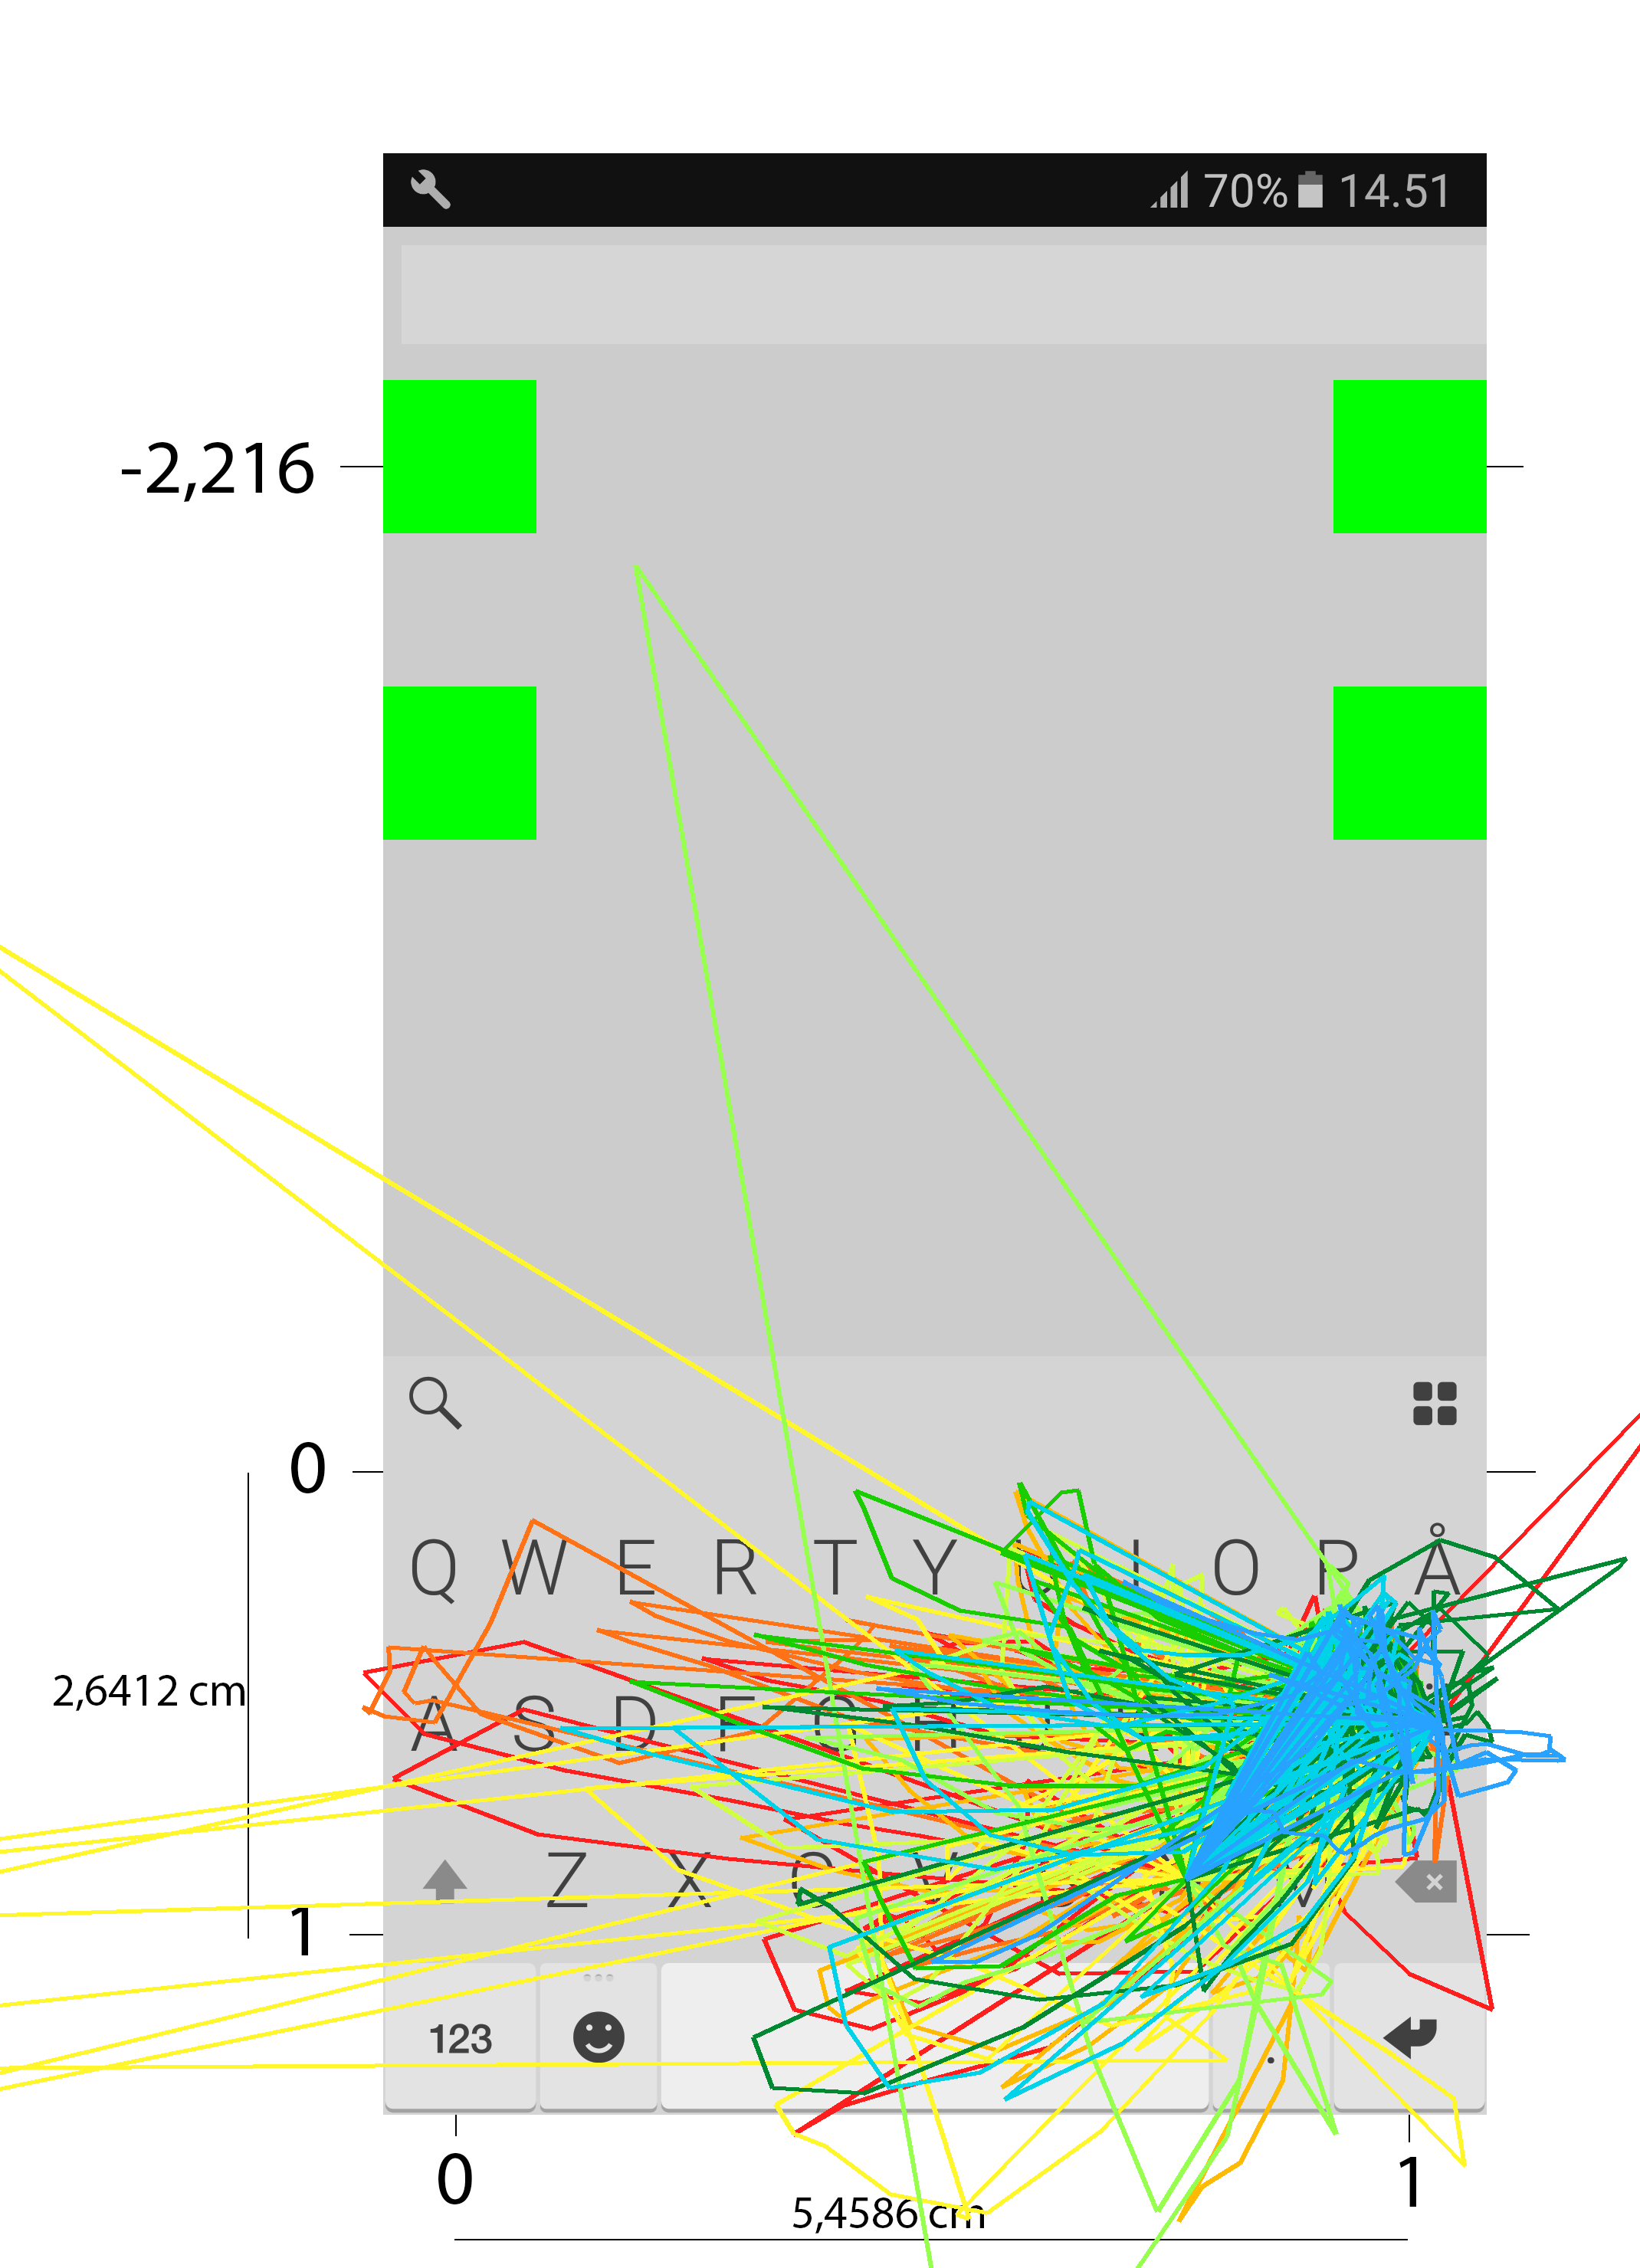 70% 14.51
-2,216
0
Q W E R T Y I O P Å
2,6412 cm
A S D F G H
Z X C V
1
123
.
0 1
5,4586 cm